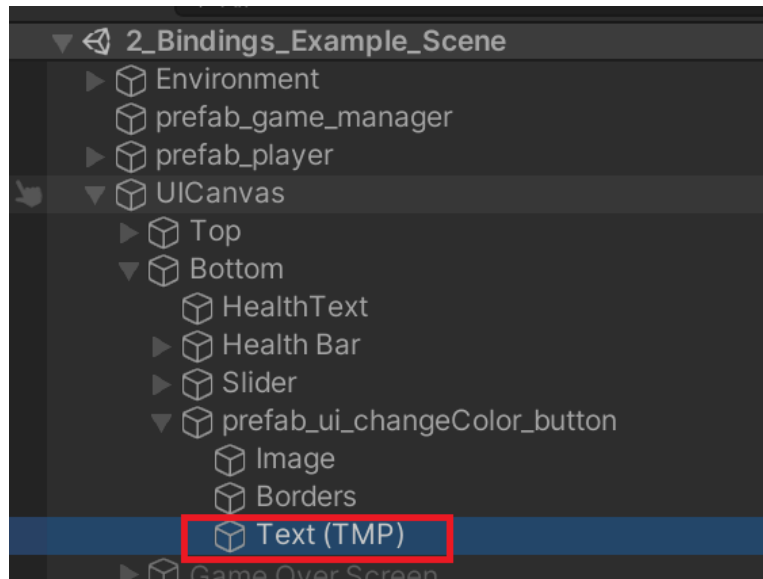 2_Bindings_Example_Scene
Environment
prefab_game_manager
prefab_player
UICanvas
Top
Bottom
HealthText
Health Bar
Slider
prefab_ui_changeColor_button
Image
Borders
Text (TMP)
Game Over Screen